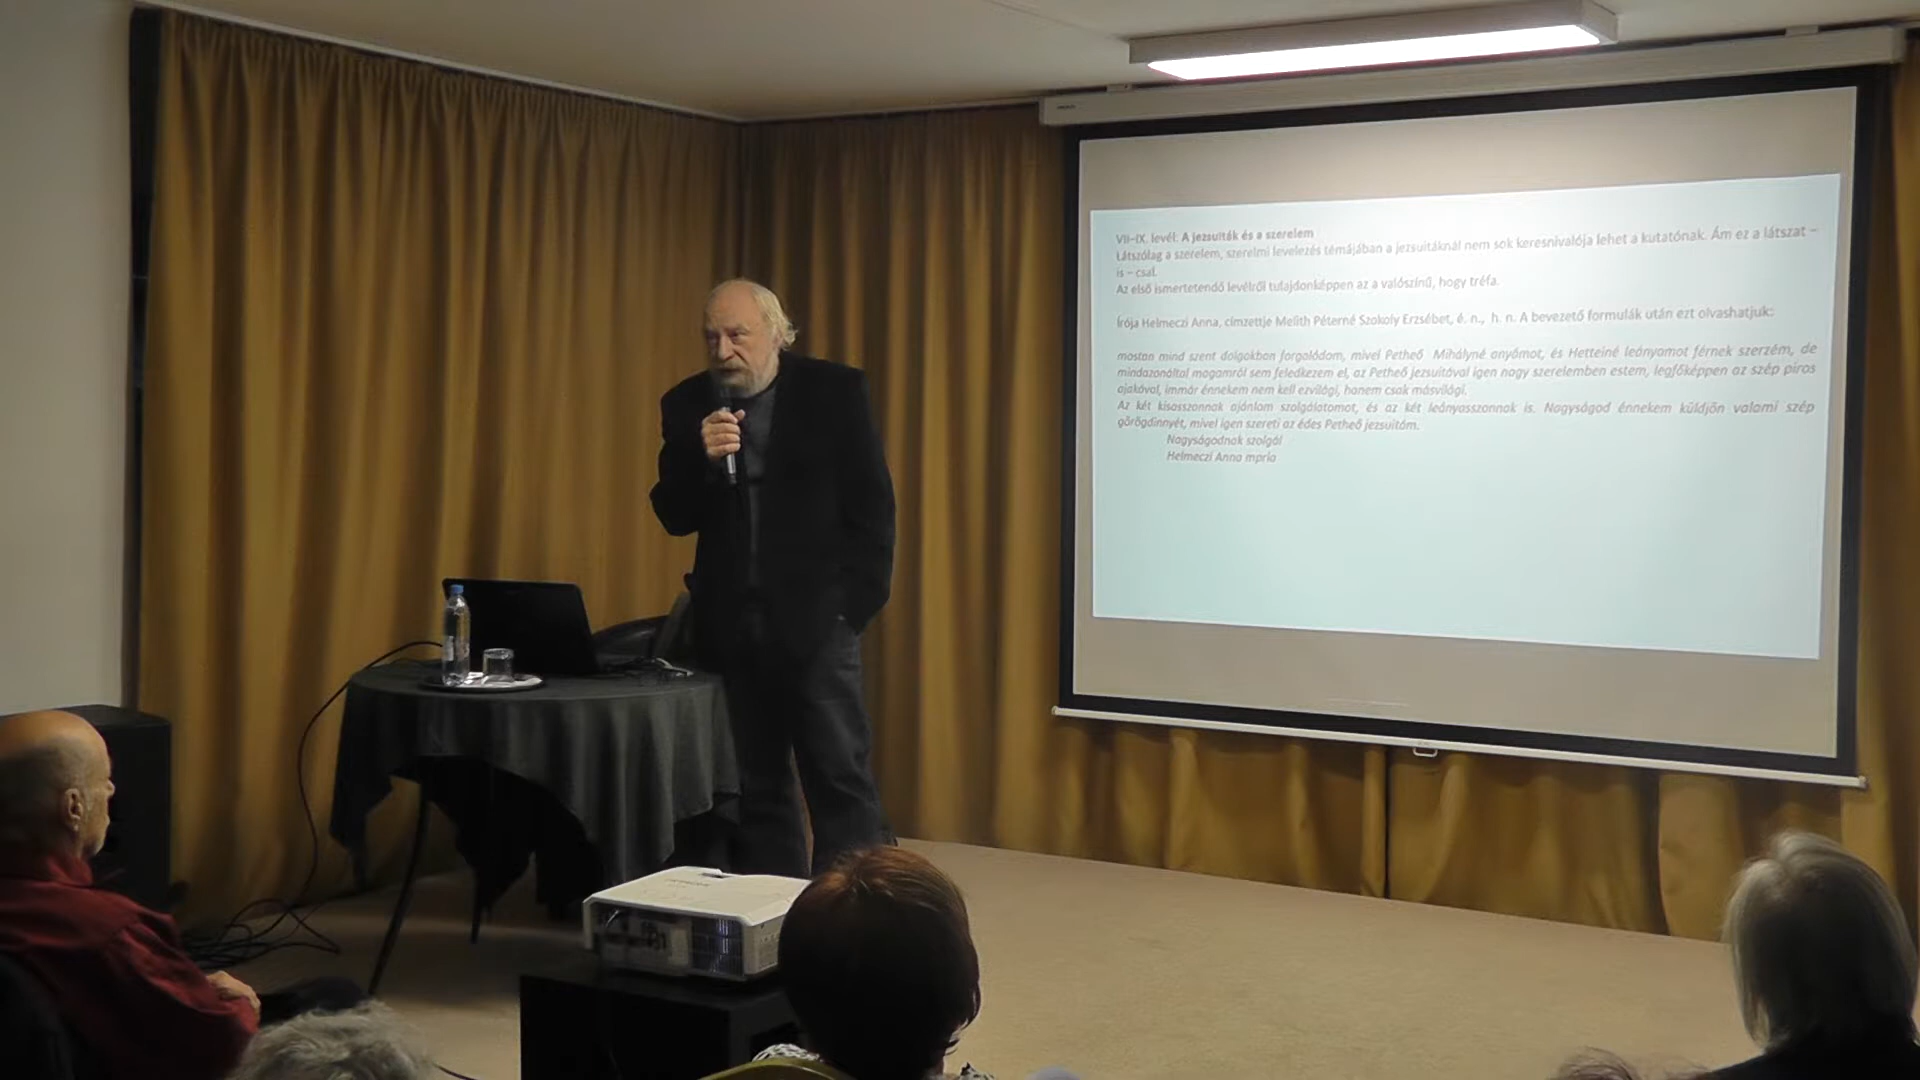 VII–IX. levél: A jezsuiták és a szerelem
Látszólag a szerelem, szerelmi levelezés témájában a jezsuitáknál nem sok keresnivalója lehet a kutatónak. Ám ez a látszat –
is – csal.
Az első ismertetendő levélről tulajdonképpen az a valószínű, hogy tréfa.
Írója Helmeczi Anna, címzettje Melith Péterné Szokoly Erzsébet, é. n., h. n. A bevezető formulák után ezt olvashatjuk:
mostan mind szent dolgokban forgalódom, mivel Petheő Mihályné anyámot, és Hetteiné leányomot férnek szerzém, de
mindazonáltal magamról sem feledkezem el, az Petheő jezsuitával igen nagy szerelemben estem, legfőképpen az szép piros
ajakával, immár énnekem nem kell ezvilági, hanem csak másvilági.
Az két kisasszonnak ajánlom szolgálatomot, és az két leányasszonnak is. Nagyságod énnekem küldjön valami szép
görögdinnyét, mivel igen szereti az édes Petheő jezsuitám.
Nagyságodnak szolgál
Helmeczi Anna mpria